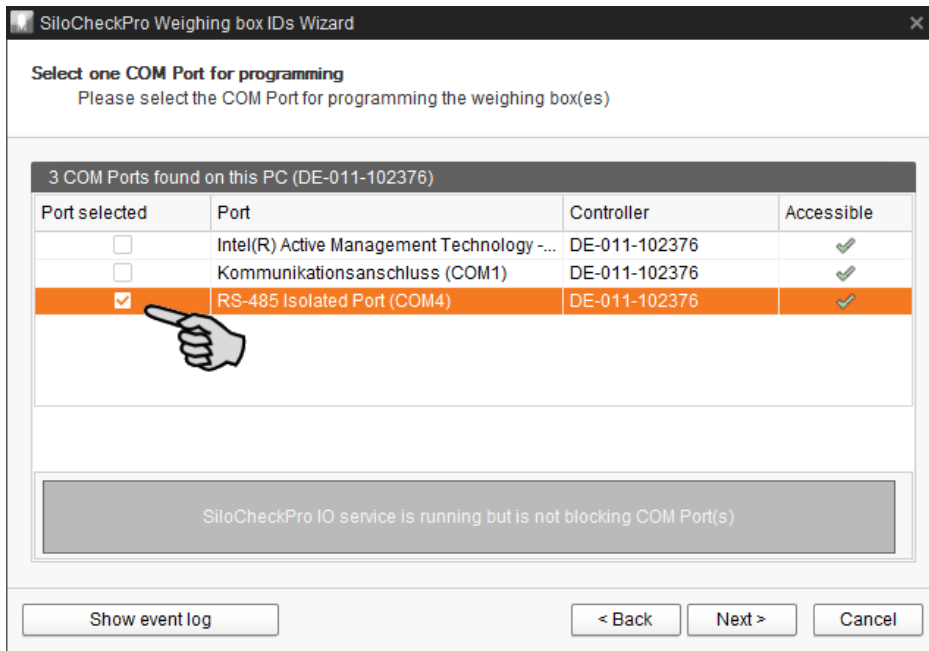 SiloCheckPro Weighing box IDs Wizard
Select one COM Port for programming
Please select the COM Port for programming the weighing box(es)
3 COM Ports found on this PC (DE-011-102376)
Port selected Port Controller Accessible
Intel(R) Active Management Technology -... DE-011-102376
Kommunikationsanschluss (COM1) DE-011-102376
RS-485 Isolated Port (COM4) DE-011-102376
SiloCheckPro IO service is running but is not blocking COM Port(s)
Show event log < Back Next > Cancel